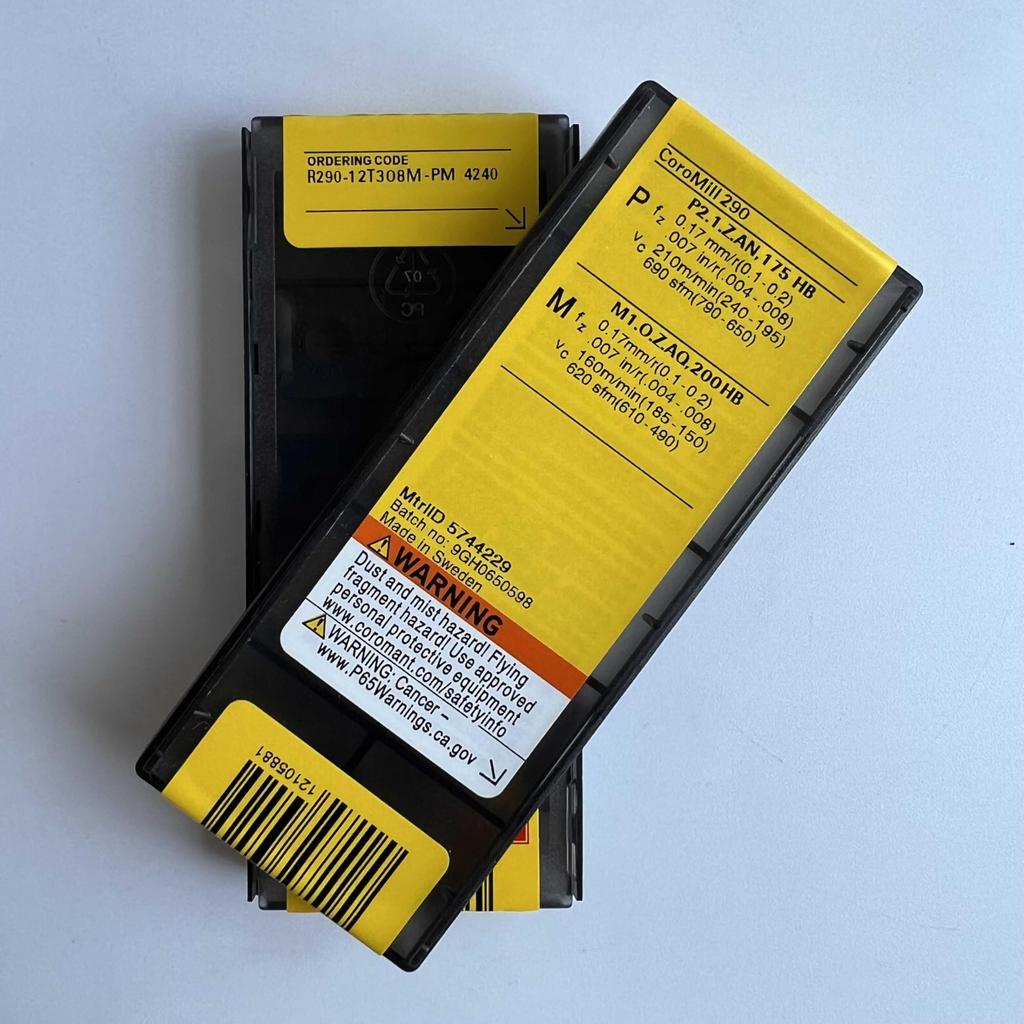 ORDERING CODE
R290-12T308M-PM 4240
07
PC
CoroMill 290
P2.1.Z.AN,175 HB
P fz 0.17 mm/r(0.1-0.2)
.007 in/r(.004-.008)
vc 210m/min(240-195)
690 sfm(790-650)
M1.O.Z.AQ,200HB
M fz 0.17mm/r(0.1-0.2)
.007 in/r(.004-.008)
vc 160m/min(185-150)
620 sfm(610-490)
MtrlID 5744229
Batch no: 9GH0650598
Made in Sweden
WARNING
Dust and mist hazard! Flying
fragment hazard! Use approved
personal protective equipment
www.coromant.com/safetyinfo
WARNING: Cancer –
www.P65Warnings.ca.gov
12105881